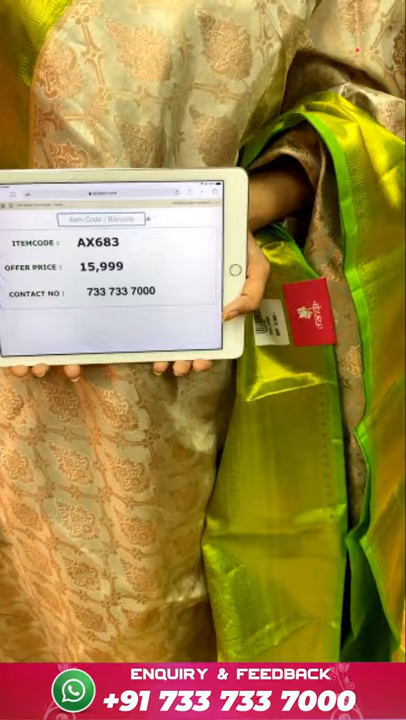 Item Code / Barcode
ITEMCODE : AX683
OFFER PRICE : 15,999
CONTACT NO : 733 733 7000
ENQUIRY & FEEDBACK
+91 733 733 7000